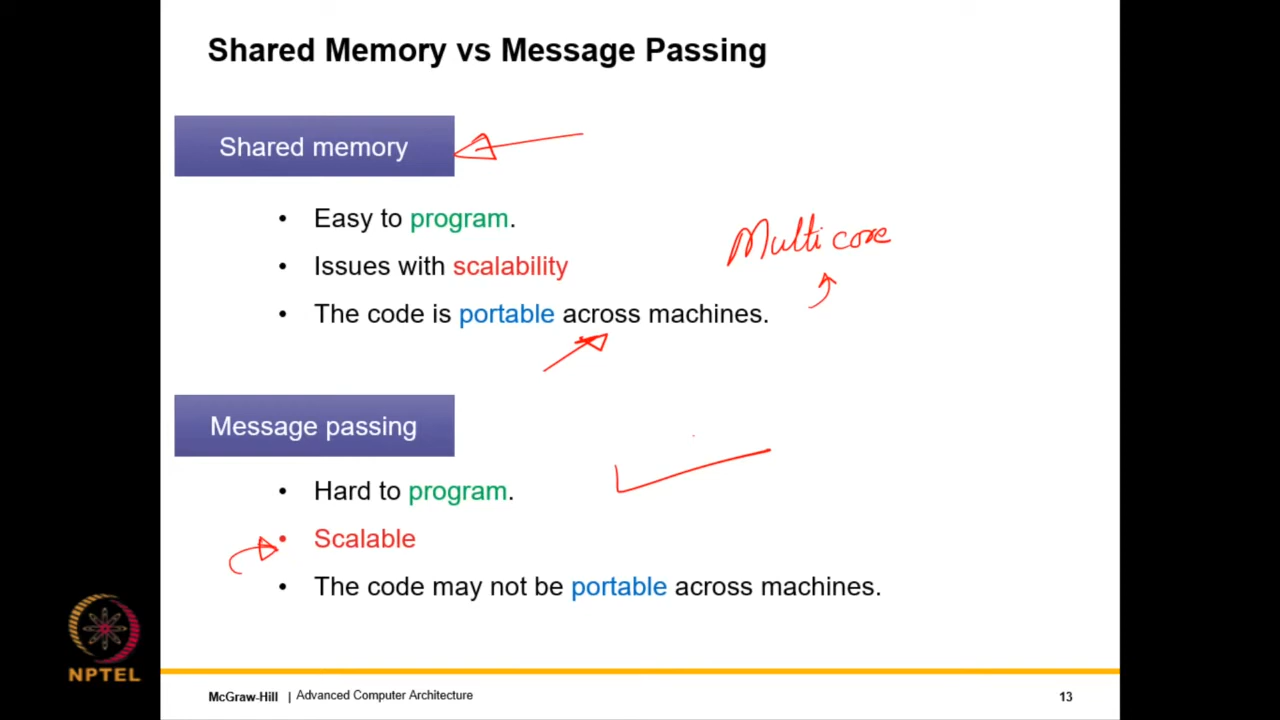 Shared Memory vs Message Passing
Shared memory
• Easy to program.
Multicore
• Issues with scalability
• The code is portable across machines.
Message passing
• Hard to program.
• Scalable
• The code may not be portable across machines.
NPTEL
McGraw-Hill | Advanced Computer Architecture 13